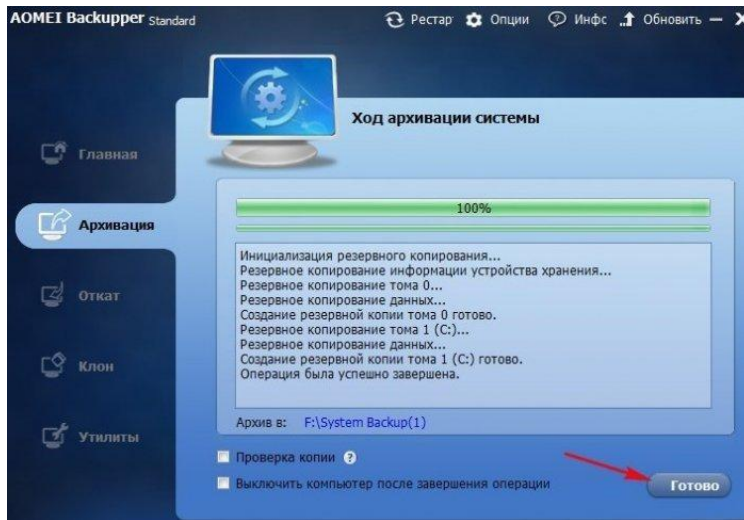 AOMEI Backupper Standard
Рестар Опции Инфс Обновить
Ход архивации системы
Главная
Архивация
Откат
Клон
Утилиты
100%
Инициализация резервного копирования...
Резервное копирование информации устройства хранения...
Резервное копирование тома 0...
Резервное копирование данных...
Создание резервной копии тома 0 готово.
Резервное копирование тома 1 (C:)...
Резервное копирование данных...
Создание резервной копии тома 1 (C:) готово.
Операция была успешно завершена.
Архив в: F:\System Backup(1)
Проверка копии ?
Выключить компьютер после завершения операции
Готово